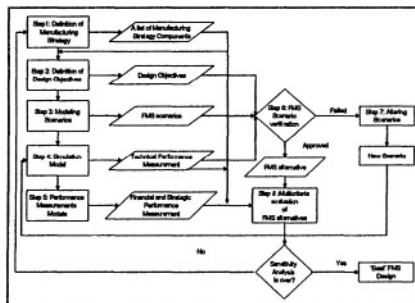 Step 1: Definition of
Manufacturing
Strategy
A list of Manufacturing
Strategy Components
Step 2: Definition of
Design Objectives
Design Objectives
Step 3: Modeling
Scenarios
FMS scenarios
Step 4: Simulation
Model
Technical Performance
Measurement
Step 5: Performance
Measurements
Models
Financial and Strategic
Performance
Measurement
Step 6: FMS
Scenario
verification
Failed
Step 7: Altering
Scenarios
New Scenario
Approved
FMS alternative
Multicriteria
evaluation
of
FMS alternatives
No
Sensitivity
Analysis
is over?
Yes
"Best" FMS
Design